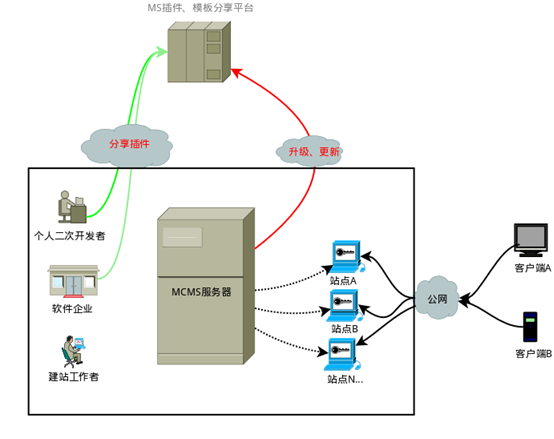 MS插件、模板分享平台
分享插件
升级、更新
个人二次开发者
软件企业
建站工作者
MCMS服务器
站点A
站点B
站点N...
公网
客户端A
客户端B